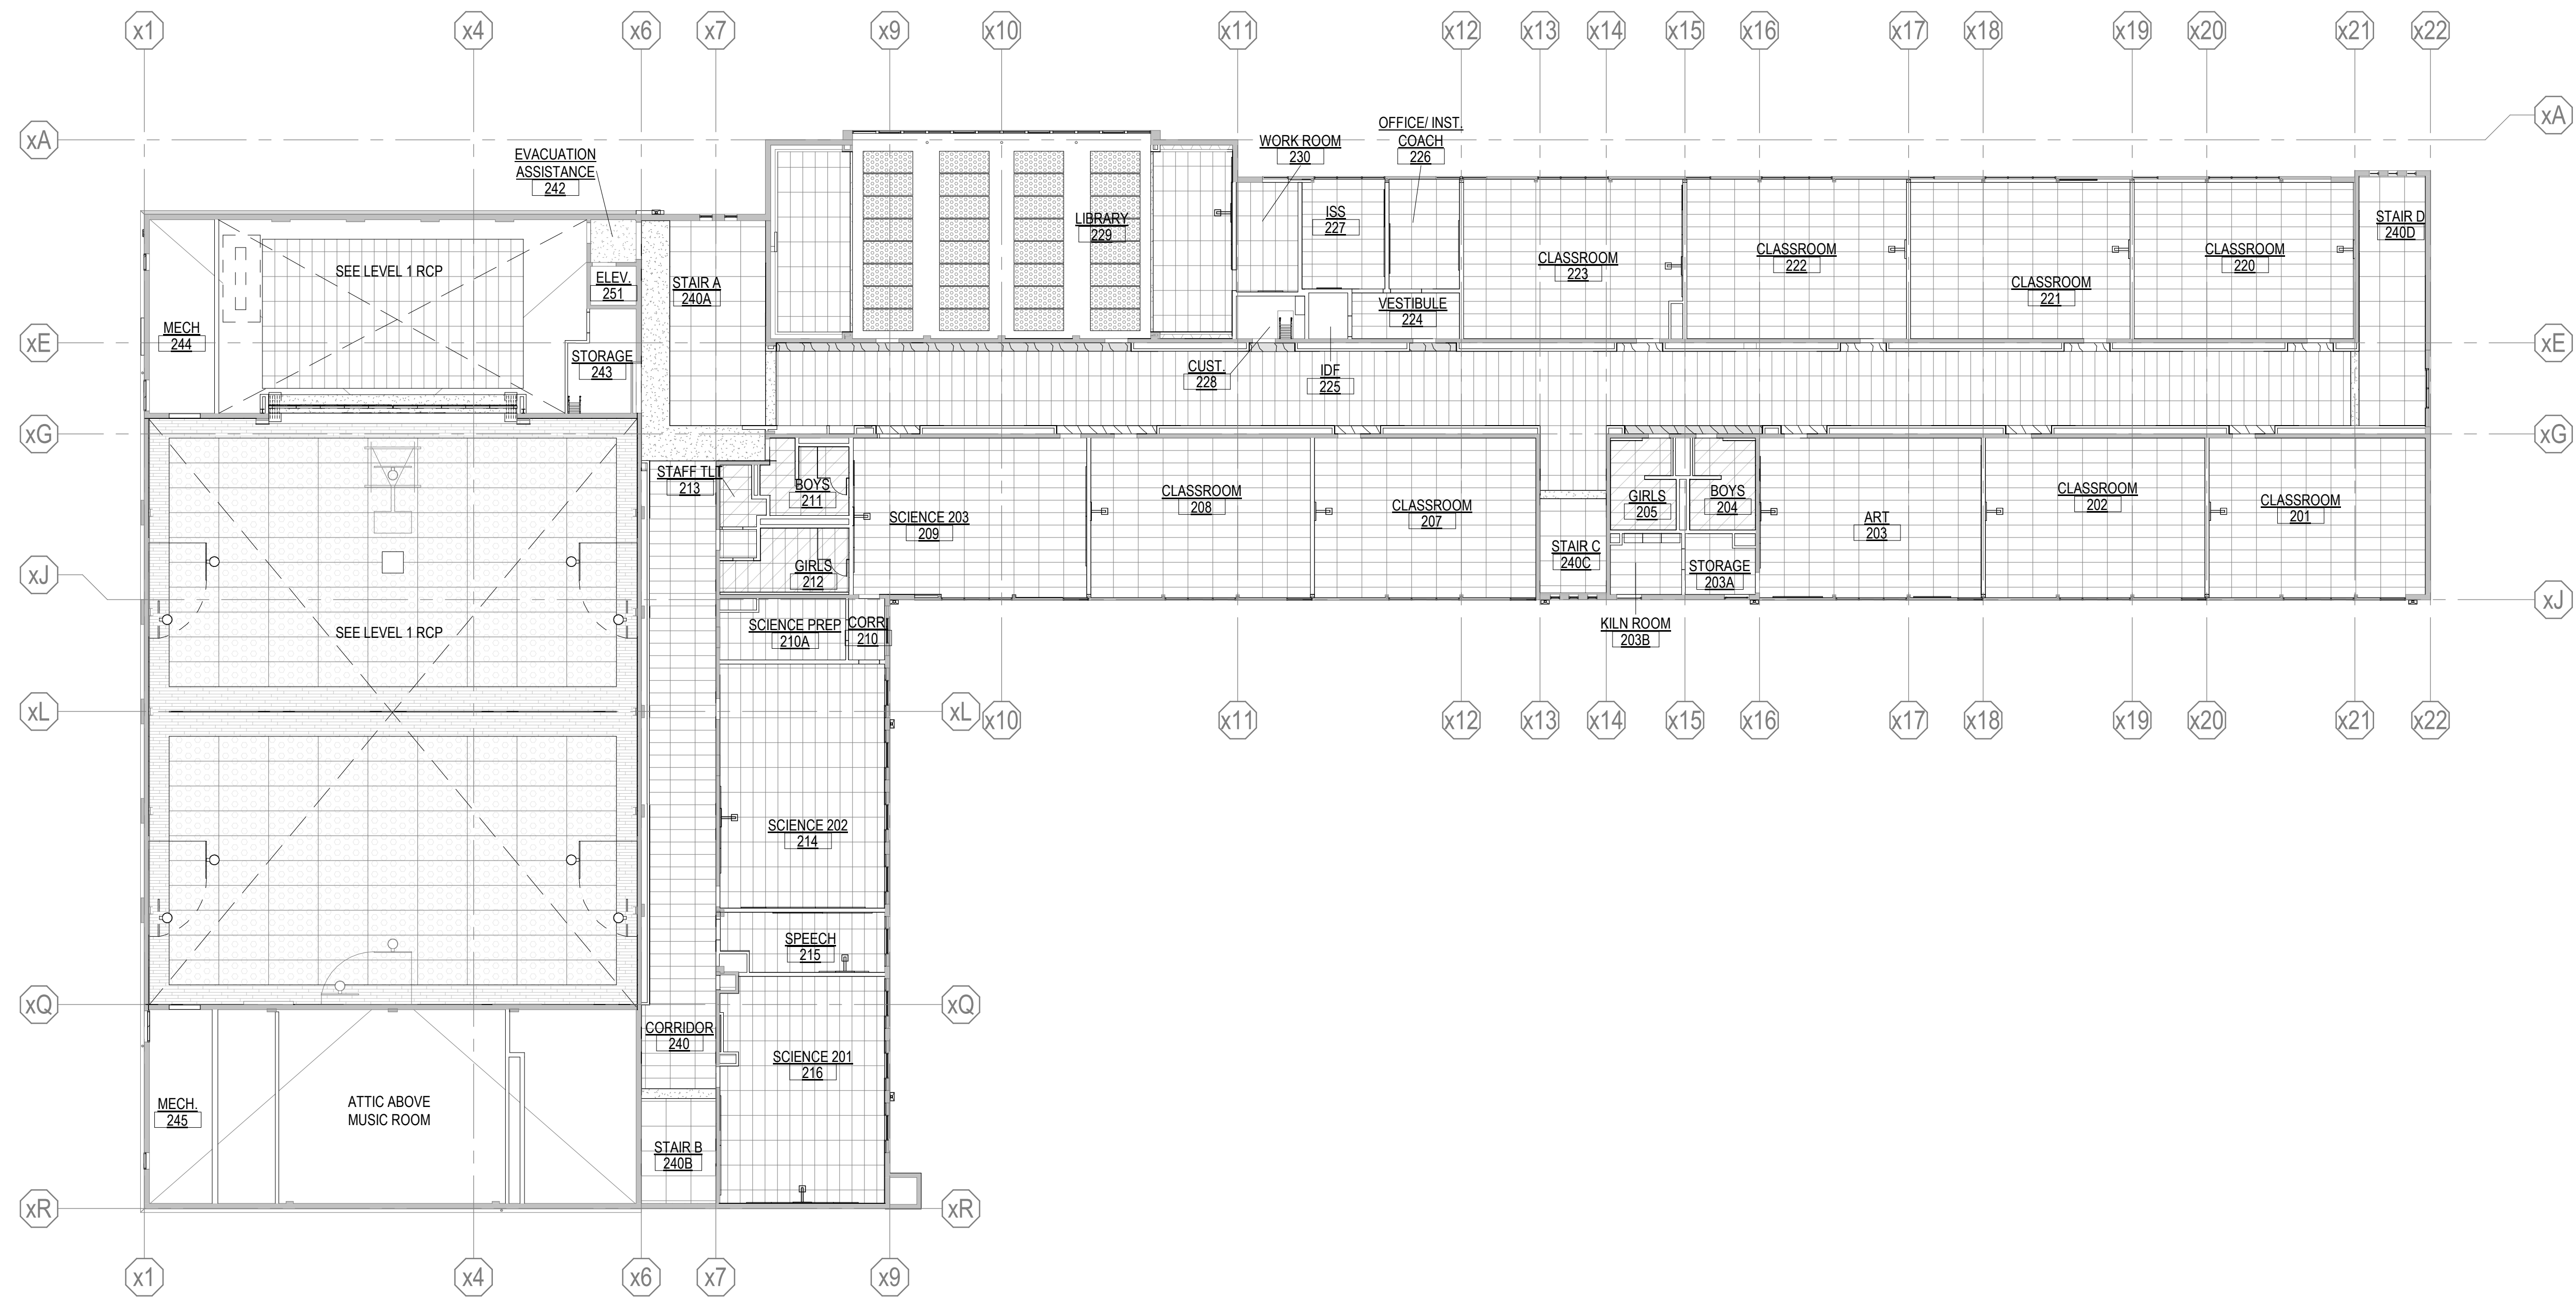 x1
x4
x6
x7
x9
x10
x11
x12
x13
x14
x15
x16
x17
x18
x19
x20
x21
x22
xA
xA
OFFICE/ INST.
COACH
226
WORK ROOM
230
EVACUATION
ASSISTANCE
242
ISS
227
LIBRARY
229
STAIR D
240D
CLASSROOM
223
CLASSROOM
222
CLASSROOM
221
CLASSROOM
220
SEE LEVEL 1 RCP
ELEV.
251
STAIR A
240A
VESTIBULE
224
MECH
244
STORAGE
243
xE
xE
CUST.
228
IDF
225
xG
xG
STAFF TLT
213
BOYS
211
SCIENCE 203
209
CLASSROOM
208
CLASSROOM
207
GIRLS
205
BOYS
204
ART
203
CLASSROOM
202
CLASSROOM
201
STAIR C
240C
STORAGE
203A
GIRLS
212
xJ
xJ
SEE LEVEL 1 RCP
SCIENCE PREP
210A
CORR.
210
KILN ROOM
203B
xL
xL
x10
x11
x12
x13
x14
x15
x16
x17
x18
x19
x20
x21
x22
SCIENCE 202
214
SPEECH
215
xQ
xQ
CORRIDOR
240
SCIENCE 201
216
MECH.
245
ATTIC ABOVE
MUSIC ROOM
STAIR B
240B
xR
xR
x1
x4
x6
x7
x9